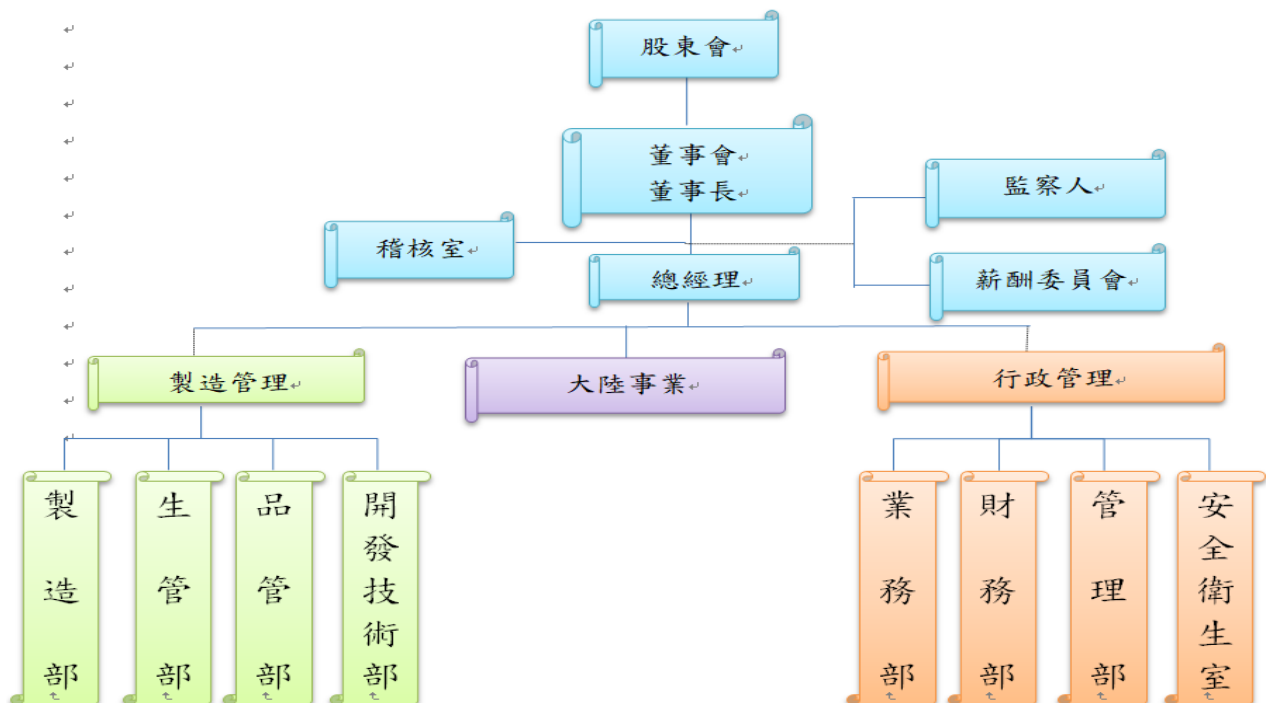 股東會
董事會
董事長
監察人
稽核室
總經理
薪酬委員會
製造管理
大陸事業
行政管理
製造部
生管部
品管部
開發技術部
業務部
財務部
管理部
安全衛生室